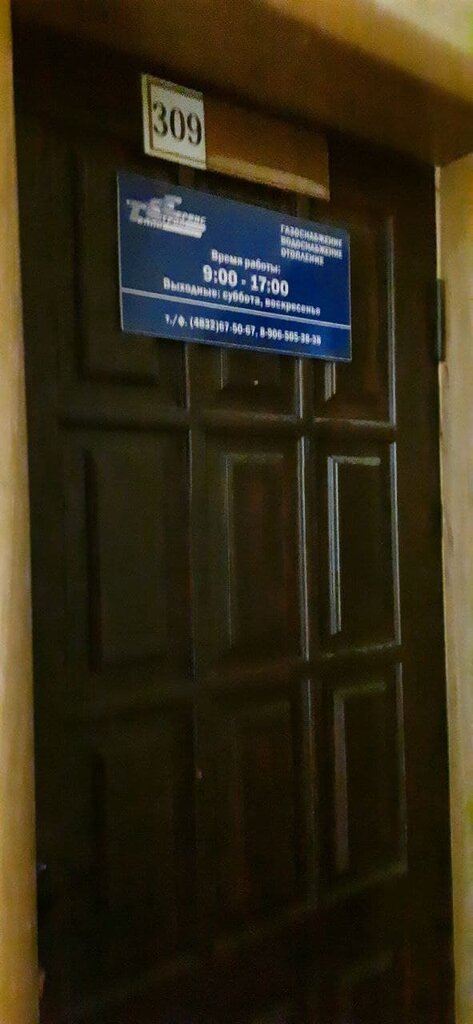 309
ГАЗОСНАБЖЕНИЕ
ВОДОСНАБЖЕНИЕ
ОТОПЛЕНИЕ
Время работы:
9:00 - 17:00
Выходные: суббота, воскресенье
т./ф. (4832)67-50-67, 8-906-505-38-38